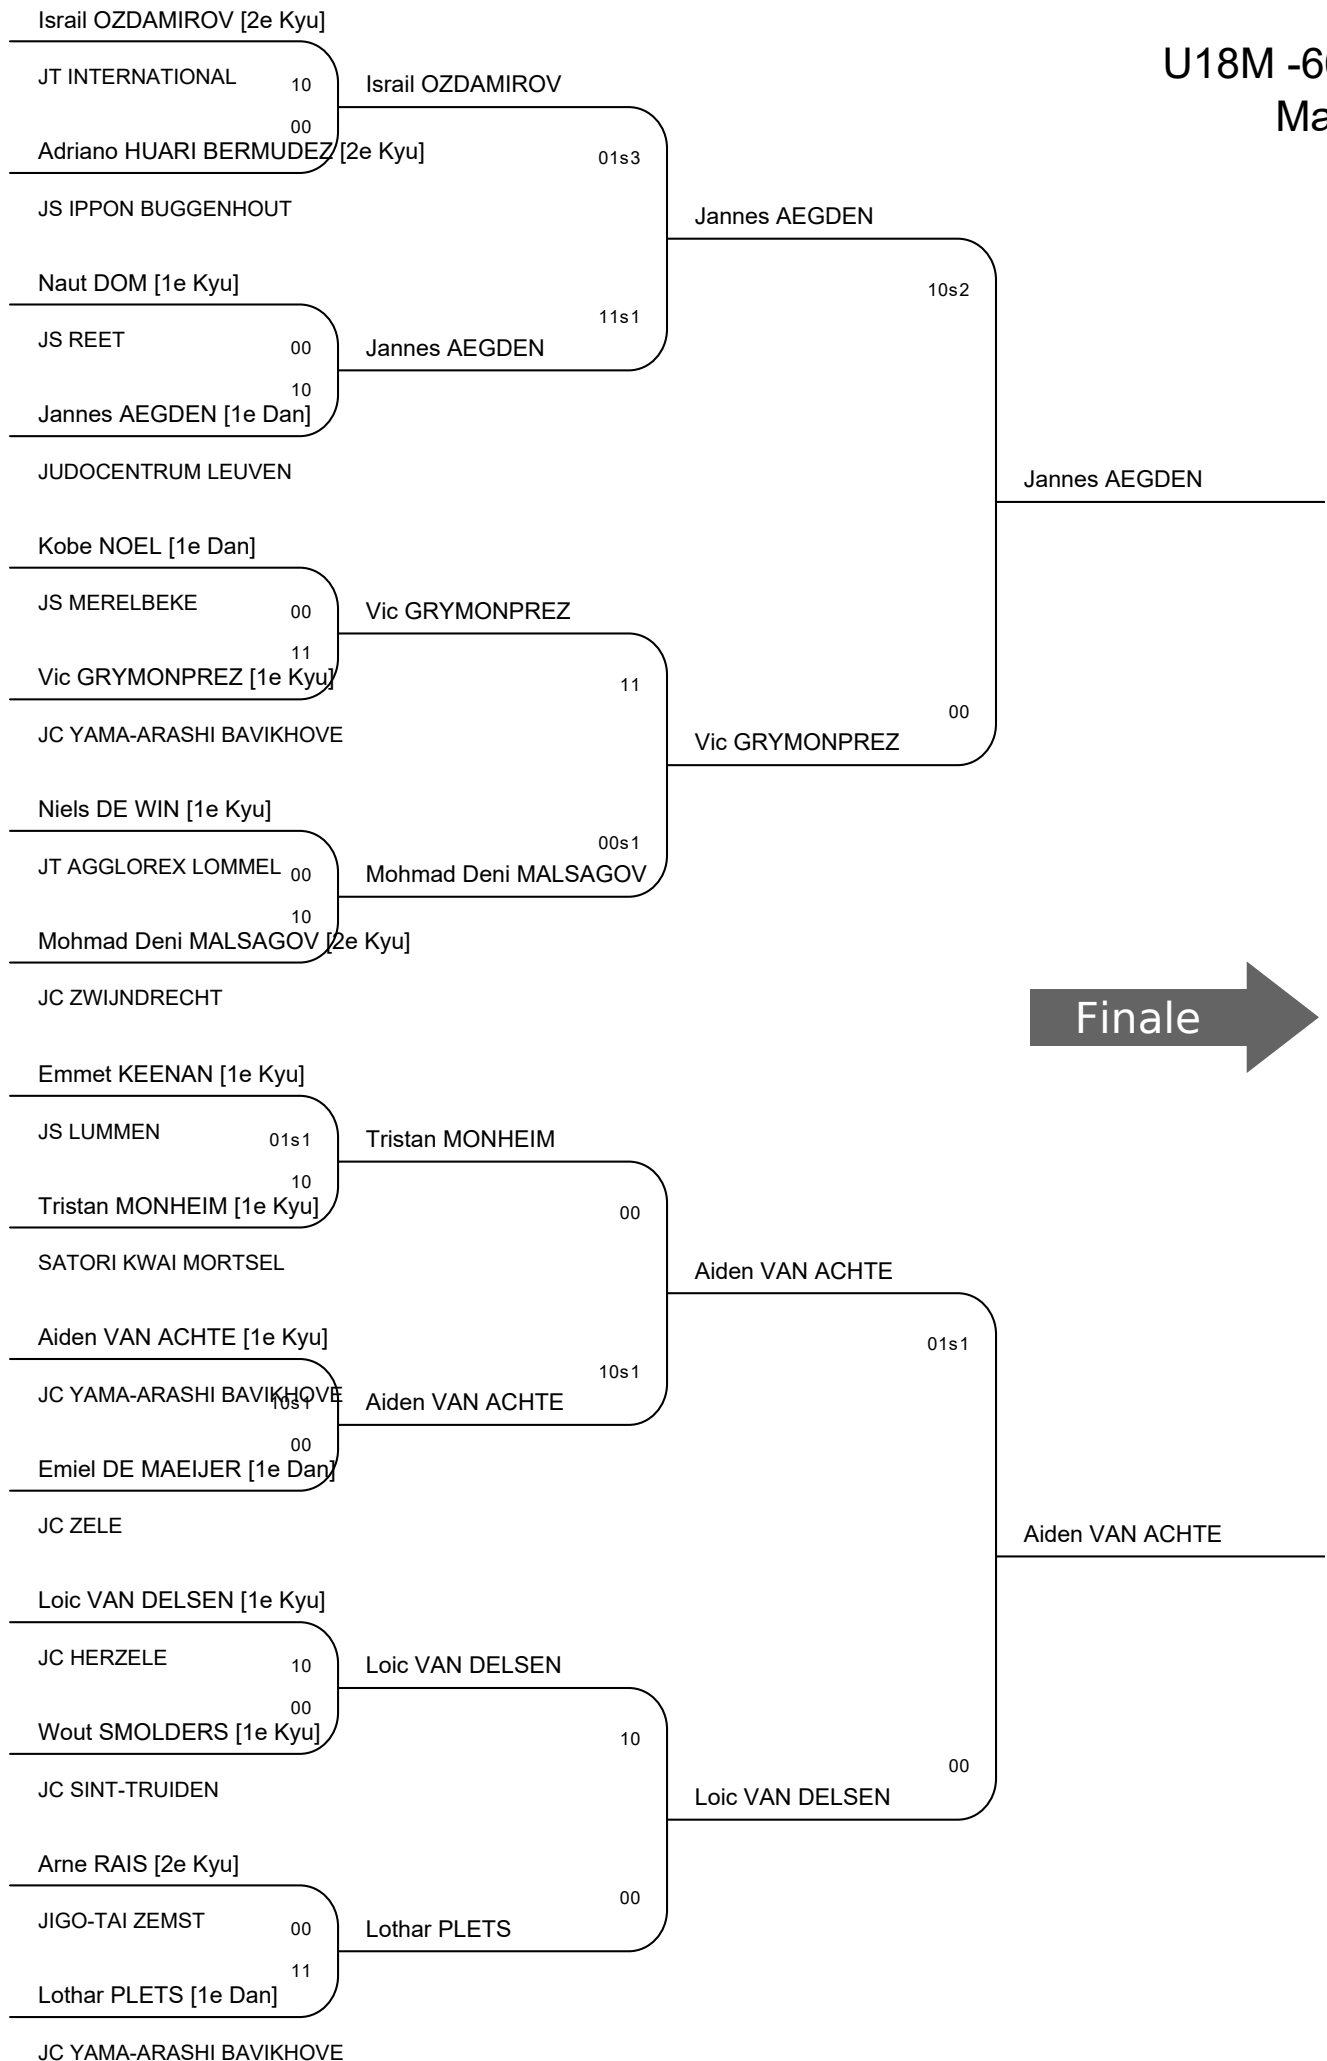 Israil OZDAMIROV [2e Kyu]
U18M -6
JT INTERNATIONAL
10
Israil OZDAMIROV
Ma
00
Adriano HUARI BERMUDEZ [2e Kyu]
01s3
JS IPPON BUGGENHOUT
Jannes AEGDEN
Naut DOM [1e Kyu]
10s2
11s1
JS REET
00
Jannes AEGDEN
10
Jannes AEGDEN [1e Dan]
JUDOCENTRUM LEUVEN
Jannes AEGDEN
Kobe NOEL [1e Dan]
JS MERELBEKE
00
Vic GRYMONPREZ
11
Vic GRYMONPREZ [1e Kyu]
11
00
JC YAMA-ARASHI BAVIKHOVE
Vic GRYMONPREZ
Niels DE WIN [1e Kyu]
00s1
JT AGGLOREX LOMMEL
00
Mohmad Deni MALSAGOV
10
Mohmad Deni MALSAGOV [2e Kyu]
JC ZWIJNDRECHT
Finale
Emmet KEENAN [1e Kyu]
JS LUMMEN
01s1
Tristan MONHEIM
10
Tristan MONHEIM [1e Kyu]
00
SATORI KWAI MORTSEL
Aiden VAN ACHTE
Aiden VAN ACHTE [1e Kyu]
01s1
10s1
JC YAMA-ARASHI BAVIKHOVE
10s1
Aiden VAN ACHTE
00
Emiel DE MAEIJER [1e Dan]
JC ZELE
Aiden VAN ACHTE
Loic VAN DELSEN [1e Kyu]
JC HERZELE
10
Loic VAN DELSEN
00
Wout SMOLDERS [1e Kyu]
10
00
JC SINT-TRUIDEN
Loic VAN DELSEN
Arne RAIS [2e Kyu]
00
JIGO-TAI ZEMST
00
Lothar PLETS
11
Lothar PLETS [1e Dan]
JC YAMA-ARASHI BAVIKHOVE